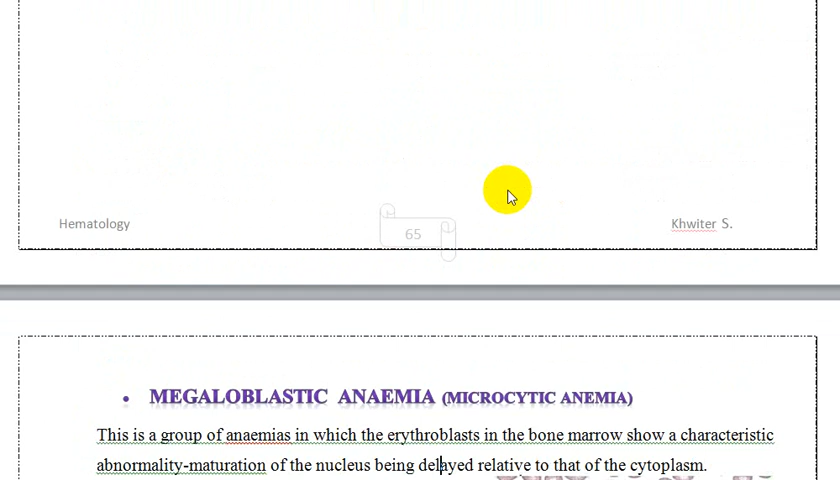 Hematology
65
Khwiter S.
• MEGALOBLASTIC ANAEMIA (MICROCYTIC ANEMIA)
This is a group of anaemias in which the erythroblasts in the bone marrow show a characteristic
abnormality-maturation of the nucleus being delayed relative to that of the cytoplasm.